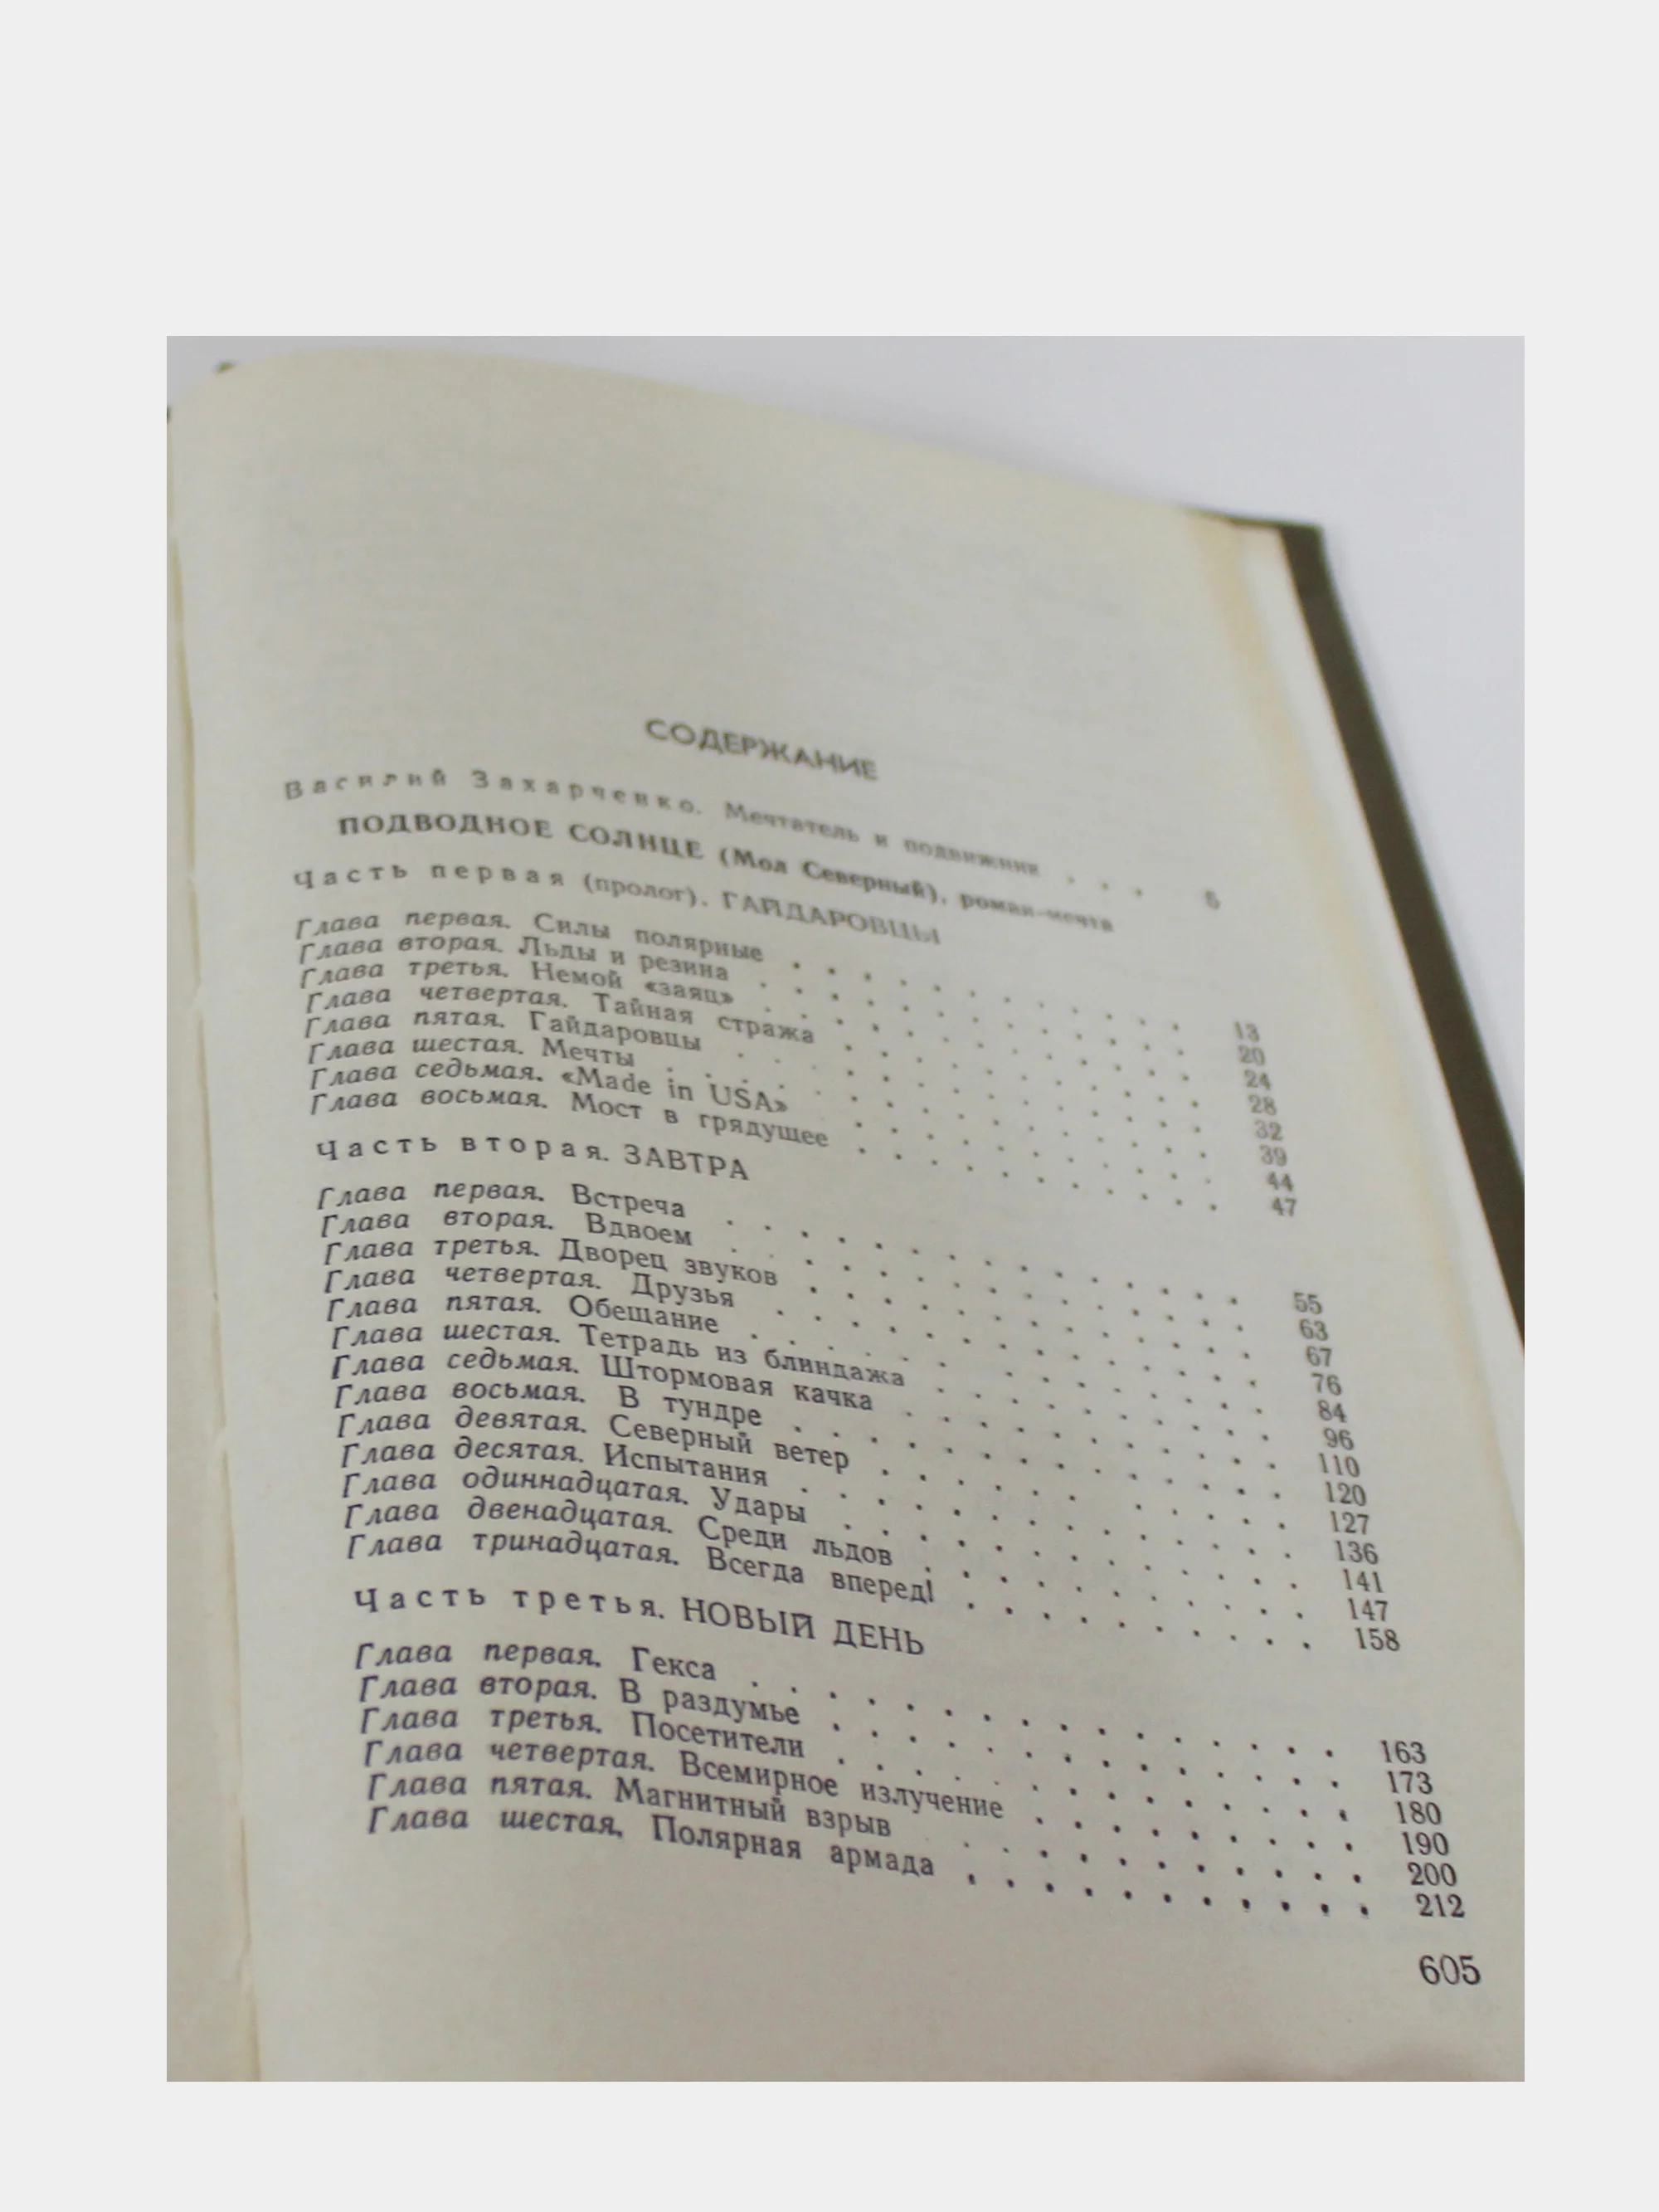 СОДЕРЖАНИЕ
Василий Захарченко. Мечтатель и подвижник . . . 5
ПОДВОДНОЕ СОЛНЦЕ (Мол Северный), роман-мечта
Часть первая (пролог). ГАЙДАРОВЦЫ
Глава первая. Силы полярные . . . . . . . . . . . . 13
Глава вторая. Льды и резина . . . . . . . . . . . . 20
Глава третья. Немой «заяц» . . . . . . . . . . . . 24
Глава четвертая. Тайная стража . . . . . . . . . . 28
Глава пятая. Гайдаровцы . . . . . . . . . . . . . 32
Глава шестая. Мечты . . . . . . . . . . . . . . . 39
Глава седьмая. «Made in USA» . . . . . . . . . . . 44
Глава восьмая. Мост в грядущее . . . . . . . . . . 47
Часть вторая. ЗАВТРА
Глава первая. Встреча . . . . . . . . . . . . . . 55
Глава вторая. Вдвоем . . . . . . . . . . . . . . 63
Глава третья. Дворец звуков . . . . . . . . . . . . 67
Глава четвертая. Друзья . . . . . . . . . . . . . 76
Глава пятая. Обещание . . . . . . . . . . . . . . 84
Глава шестая. Тетрадь из блиндажа . . . . . . . . . 96
Глава седьмая. Штормовая качка . . . . . . . . . . 110
Глава восьмая. В тундре . . . . . . . . . . . . . 120
Глава девятая. Северный ветер . . . . . . . . . . . 127
Глава десятая. Испытания . . . . . . . . . . . . . 136
Глава одиннадцатая. Удары . . . . . . . . . . . . 141
Глава двенадцатая. Среди льдов . . . . . . . . . . 147
Глава тринадцатая. Всегда вперед! . . . . . . . . . 158
Часть третья. НОВЫЙ ДЕНЬ
Глава первая. Гекса . . . . . . . . . . . . . . . 163
Глава вторая. В раздумье . . . . . . . . . . . . . 173
Глава третья. Посетители . . . . . . . . . . . . . 180
Глава четвертая. Всемирное излучение . . . . . . . . 190
Глава пятая. Магнитный взрыв . . . . . . . . . . . 200
Глава шестая. Полярная армада . . . . . . . . . . . 212
605